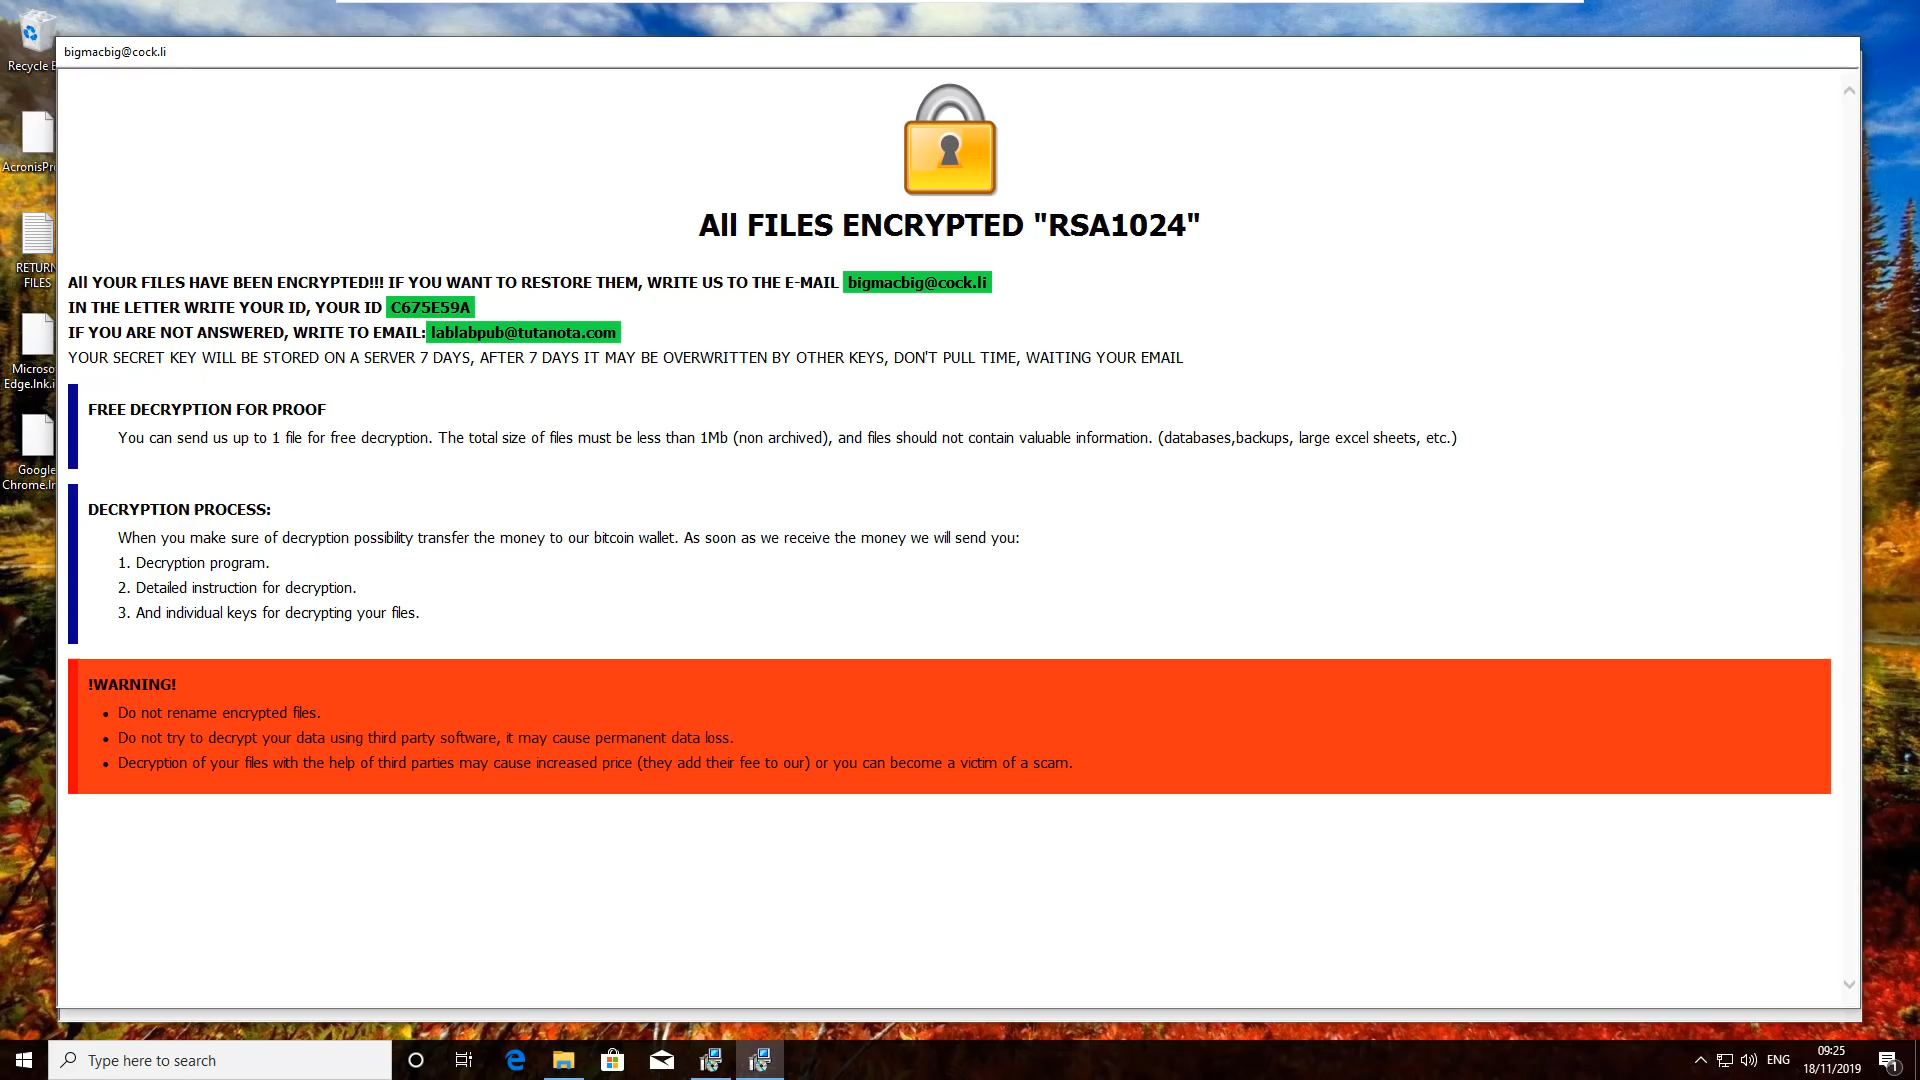 Recycle
bigmacbig@cock.li
AcronisPr
RETURN
FILES
Microso
Edge.lnk.i
Google
Chrome.ln
All FILES ENCRYPTED "RSA1024"
All YOUR FILES HAVE BEEN ENCRYPTED!!! IF YOU WANT TO RESTORE THEM, WRITE US TO THE E-MAIL bigmacbig@cock.li
IN THE LETTER WRITE YOUR ID, YOUR ID C675E59A
IF YOU ARE NOT ANSWERED, WRITE TO EMAIL: lablabpub@tutanota.com
YOUR SECRET KEY WILL BE STORED ON A SERVER 7 DAYS, AFTER 7 DAYS IT MAY BE OVERWRITTEN BY OTHER KEYS, DON'T PULL TIME, WAITING YOUR EMAIL
FREE DECRYPTION FOR PROOF
You can send us up to 1 file for free decryption. The total size of files must be less than 1Mb (non archived), and files should not contain valuable information. (databases,backups, large excel sheets, etc.)
DECRYPTION PROCESS:
When you make sure of decryption possibility transfer the money to our bitcoin wallet. As soon as we receive the money we will send you:
1. Decryption program.
2. Detailed instruction for decryption.
3. And individual keys for decrypting your files.
!WARNING!
• Do not rename encrypted files.
• Do not try to decrypt your data using third party software, it may cause permanent data loss.
• Decryption of your files with the help of third parties may cause increased price (they add their fee to our) or you can become a victim of a scam.
Type here to search
ENG
09:25
18/11/2019
1